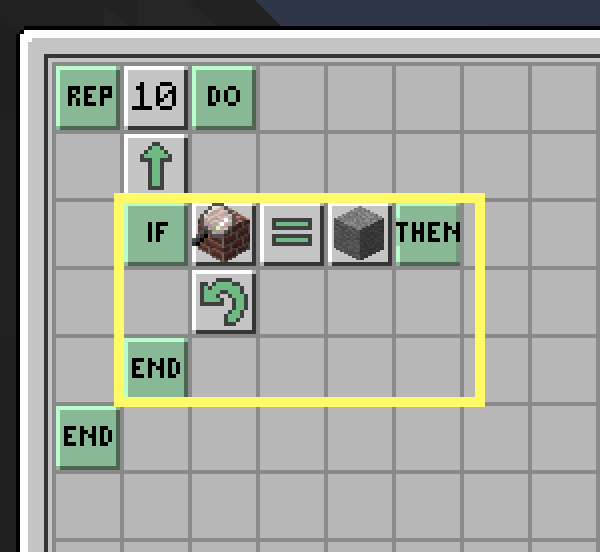 REP 10 DO
IF = THEN
END
END